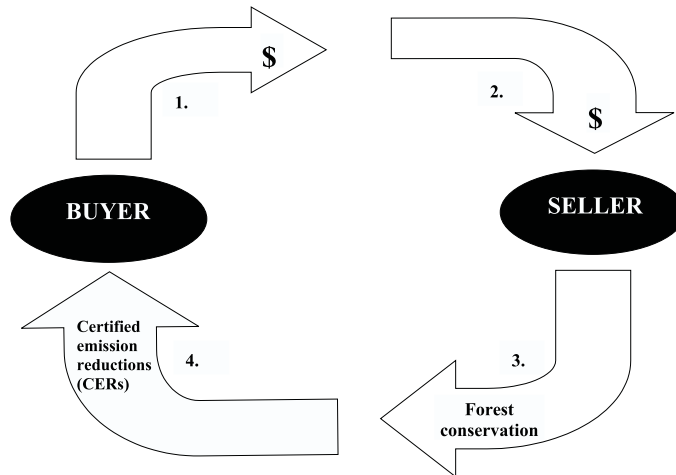 $
1.
2.
$
BUYER
SELLER
Certified
emission
reductions
(CERs)
4.
3.
Forest
conservation